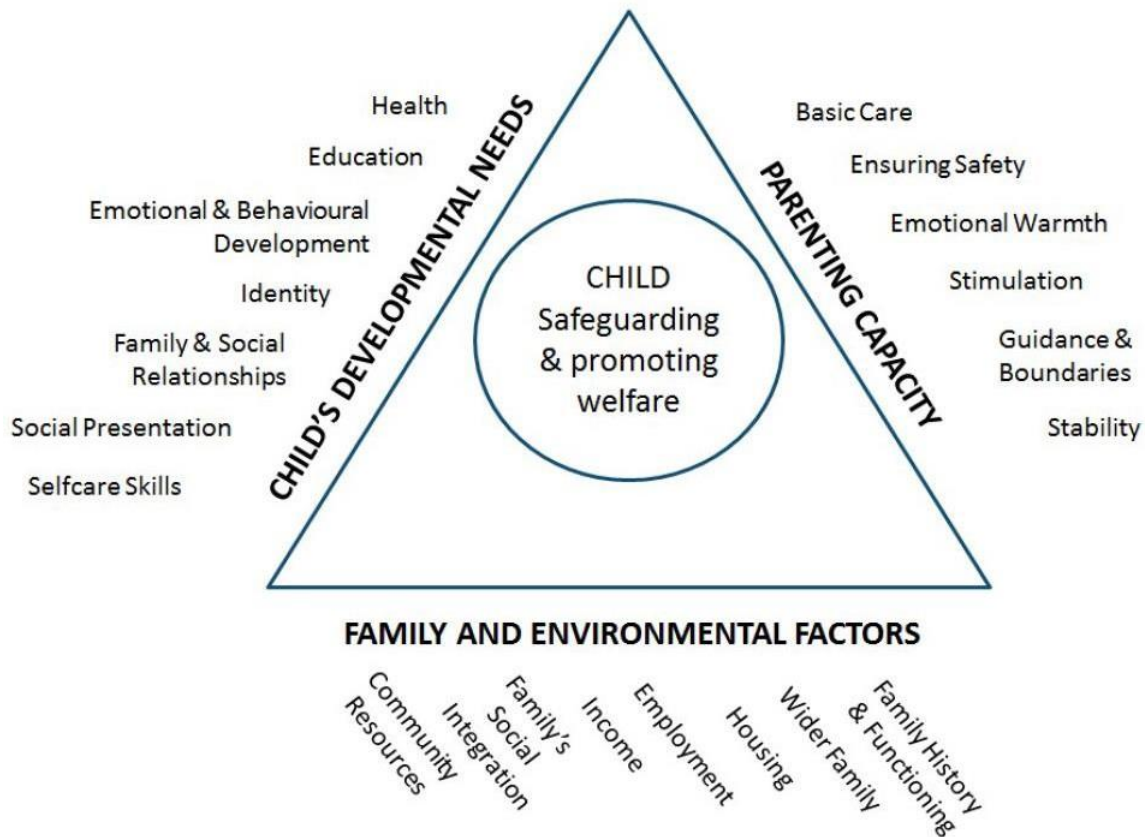 Health
Education
Emotional & Behavioural
Development
Identity
Family & Social
Relationships
Social Presentation
Selfcare Skills
CHILD'S DEVELOPMENTAL NEEDS
CHILD
Safeguarding
& promoting
welfare
PARENTING CAPACITY
Basic Care
Ensuring Safety
Emotional Warmth
Stimulation
Guidance &
Boundaries
Stability
FAMILY AND ENVIRONMENTAL FACTORS
Community
Resources
Family's
Social
Integration
Income
Employment
Housing
Wider Family
Family History
& Functioning